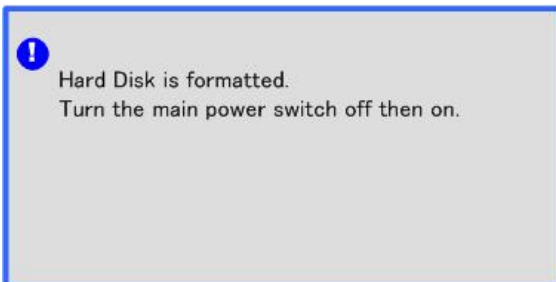 !
Hard Disk is formatted.
Turn the main power switch off then on.